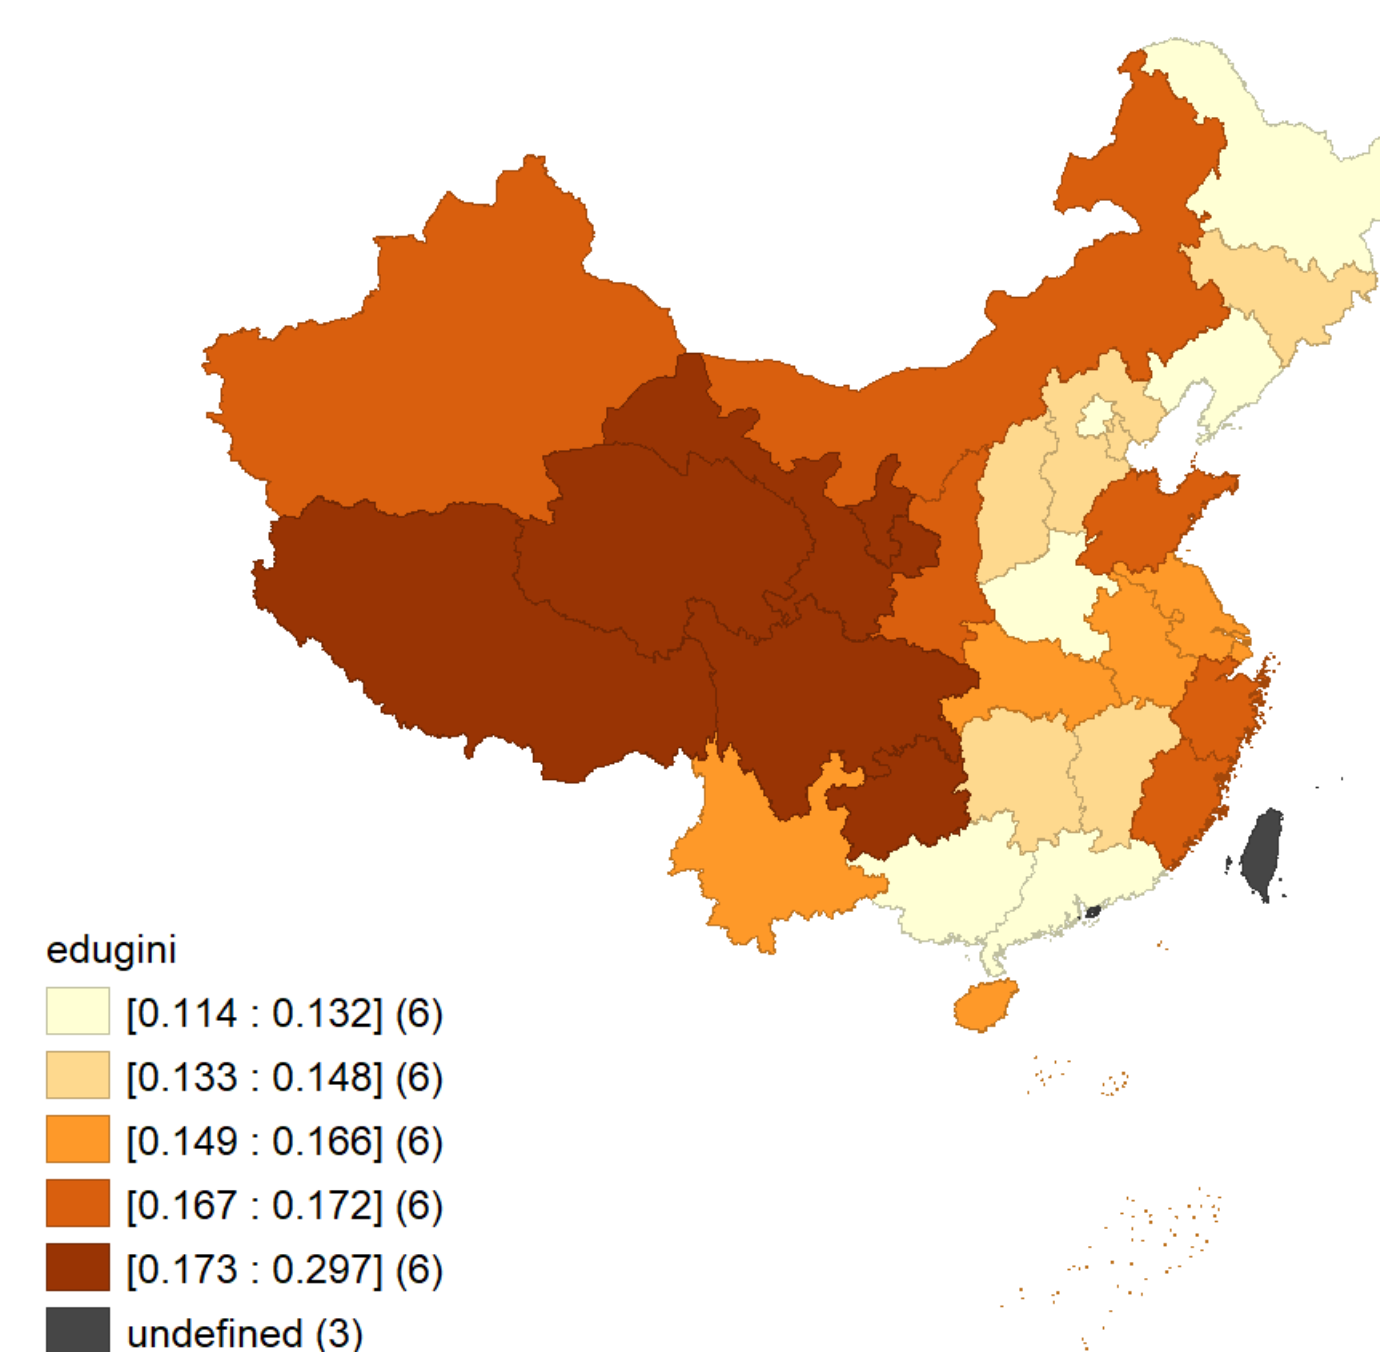 edugini
[0.114 : 0.132] (6)
[0.133 : 0.148] (6)
[0.149 : 0.166] (6)
[0.167 : 0.172] (6)
[0.173 : 0.297] (6)
undefined (3)